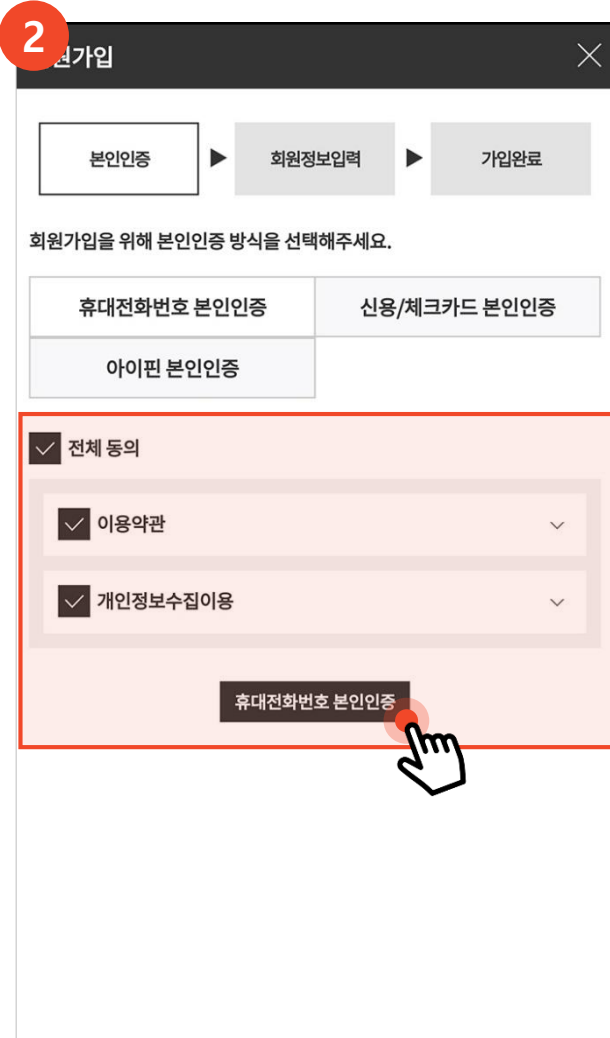 2
원가입
본인인증 ▶ 회원정보입력 ▶ 가입완료
회원가입을 위해 본인인증 방식을 선택해주세요.
휴대전화번호 본인인증 신용/체크카드 본인인증
아이핀 본인인증
전체 동의
이용약관
개인정보수집이용
휴대전화번호 본인인증